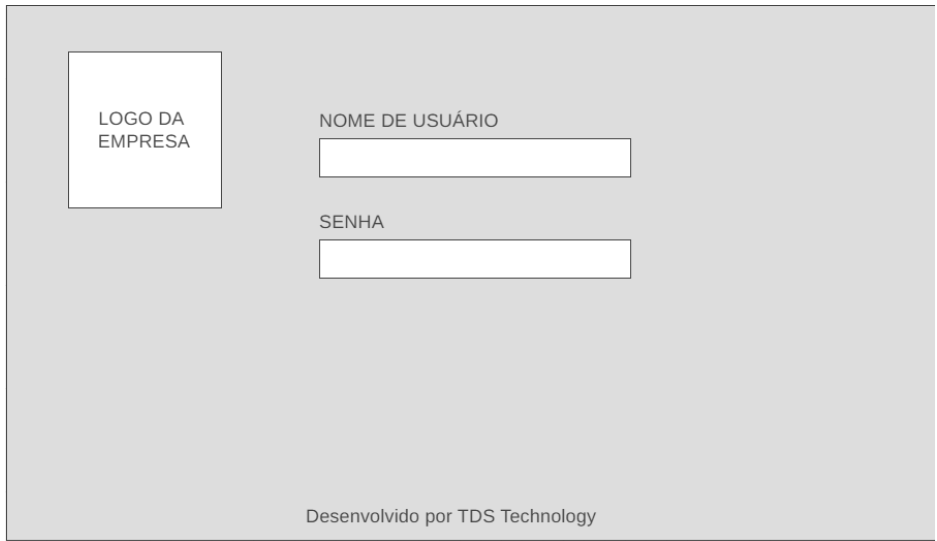 LOGO DA
EMPRESA
NOME DE USUÁRIO
SENHA
Desenvolvido por TDS Technology